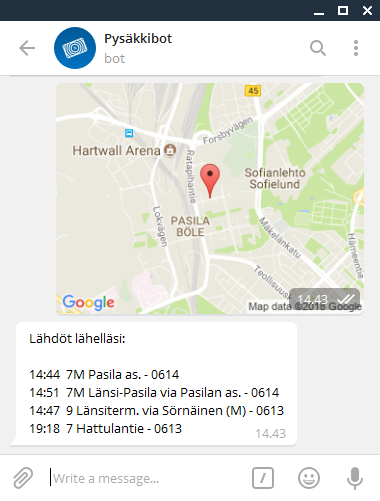 Pysäkkibot
bot
45
Forsbyvägen
Hartwall Arena
Ratapihantie
Sofianlehto
Sofielund
Lokvägen
PASILA
BÖLE
Mäkelänkatu
Hämeentie
Teollisuusk
Google
Map data ©2018 Google
14.43
Lähdöt lähelläsi:
14:44 7M Pasila as. - 0614
14:51 7M Länsi-Pasila via Pasilan as. - 0614
14:47 9 Länsiterm. via Sörnäinen (M) - 0613
19:18 7 Hattulantie - 0613
14.43
Write a message...